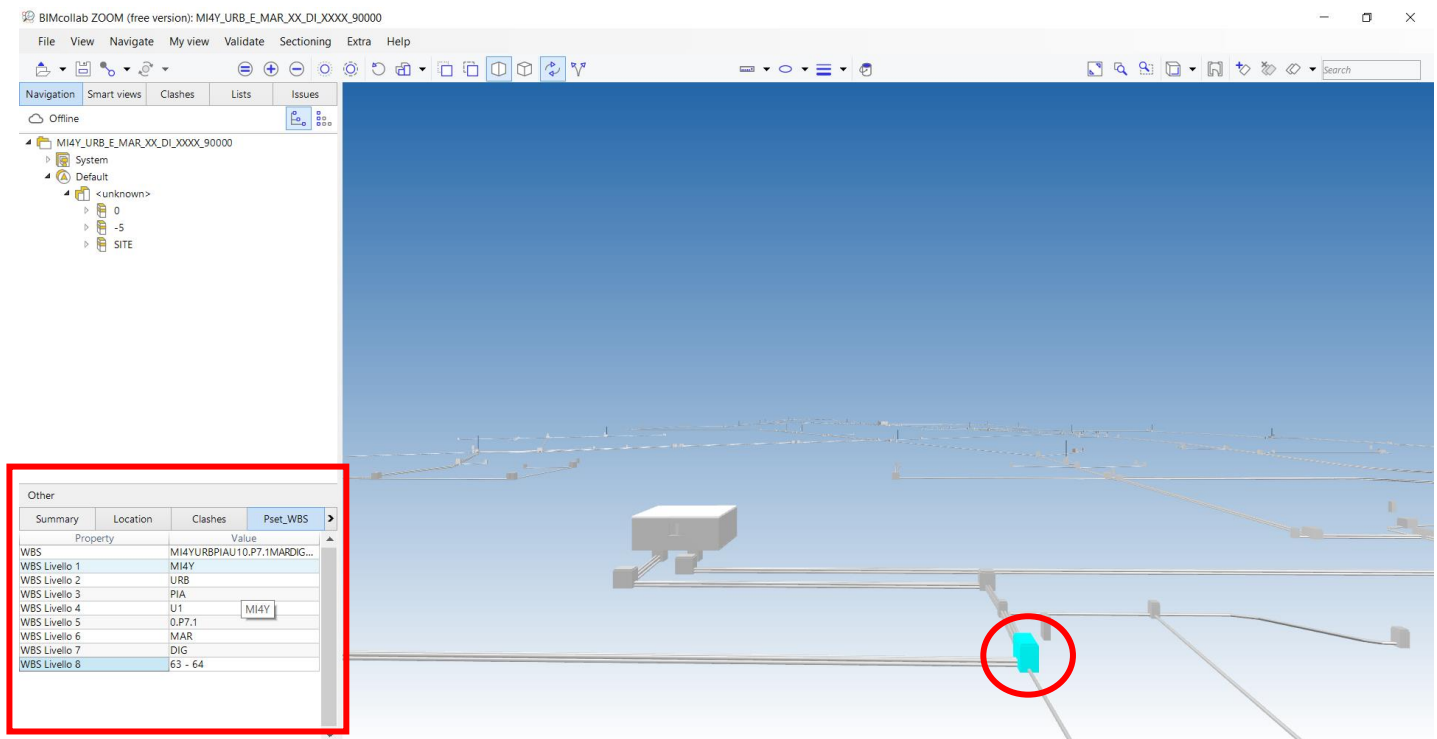 BIMcollab ZOOM (free version): MI4Y_URB_E_MAR_XX_DI_XXXX_90000
File View Navigate My view Validate Sectioning Extra Help
Search
Navigation Smart views Clashes Lists Issues
Offline
MI4Y_URB_E_MAR_XX_DI_XXXX_90000
System
Default
<unknown>
0
-5
SITE
Other
Summary Location Clashes Pset_WBS
Property Value
WBS MI4YURBPIAU10.P7.1MARDIG...
WBS Livello 1 MI4Y
WBS Livello 2 URB
WBS Livello 3 PIA
WBS Livello 4 U1 MI4Y
WBS Livello 5 0.P7.1
WBS Livello 6 MAR
WBS Livello 7 DIG
WBS Livello 8 63 - 64